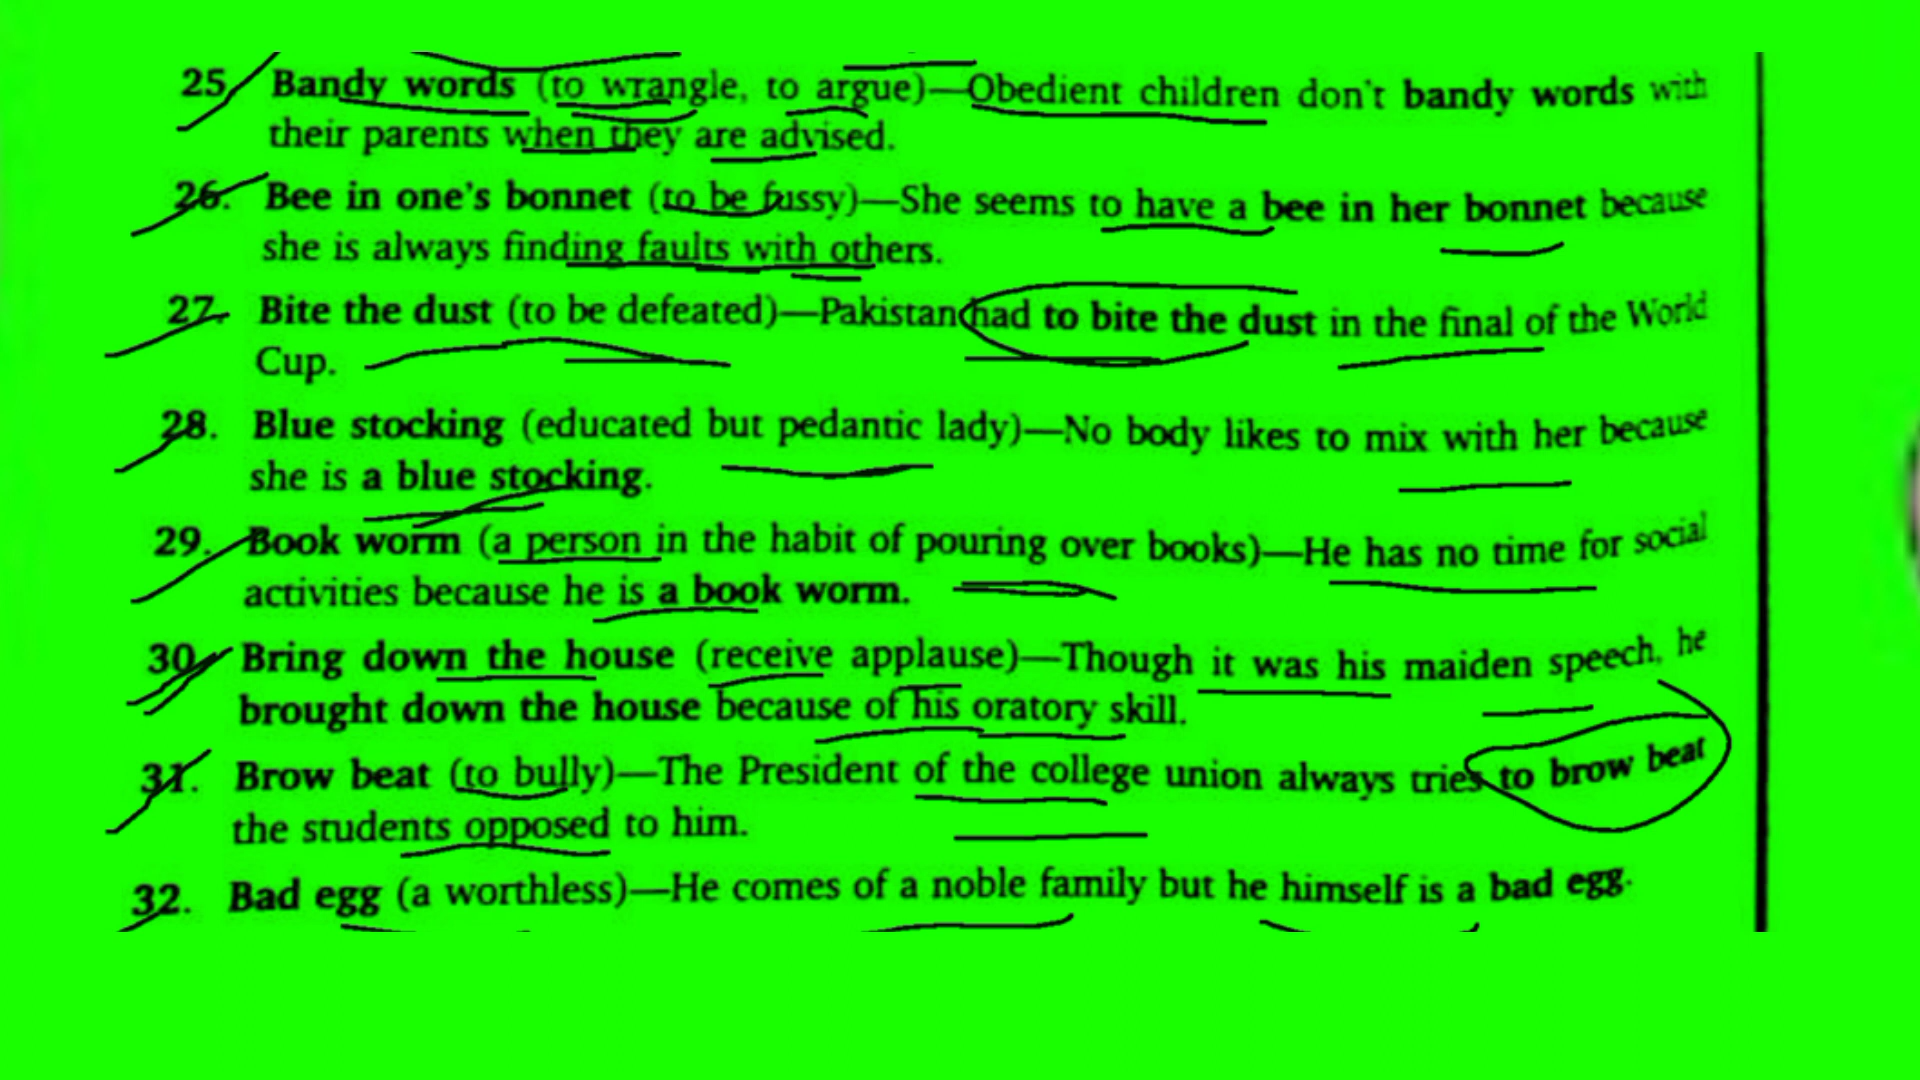 25. Bandy words (to wrangle, to argue)—Obedient children don't bandy words with
their parents when they are advised.
26. Bee in one's bonnet (to be fussy)—She seems to have a bee in her bonnet because
she is always finding faults with others.
27. Bite the dust (to be defeated)—Pakistan had to bite the dust in the final of the World
Cup.
28. Blue stocking (educated but pedantic lady)—No body likes to mix with her because
she is a blue stocking.
29. Book worm (a person in the habit of pouring over books)—He has no time for social
activities because he is a book worm.
30. Bring down the house (receive applause)—Though it was his maiden speech, he
brought down the house because of his oratory skill.
31. Brow beat (to bully)—The President of the college union always tries to brow beat
the students opposed to him.
32. Bad egg (a worthless)—He comes of a noble family but he himself is a bad egg.